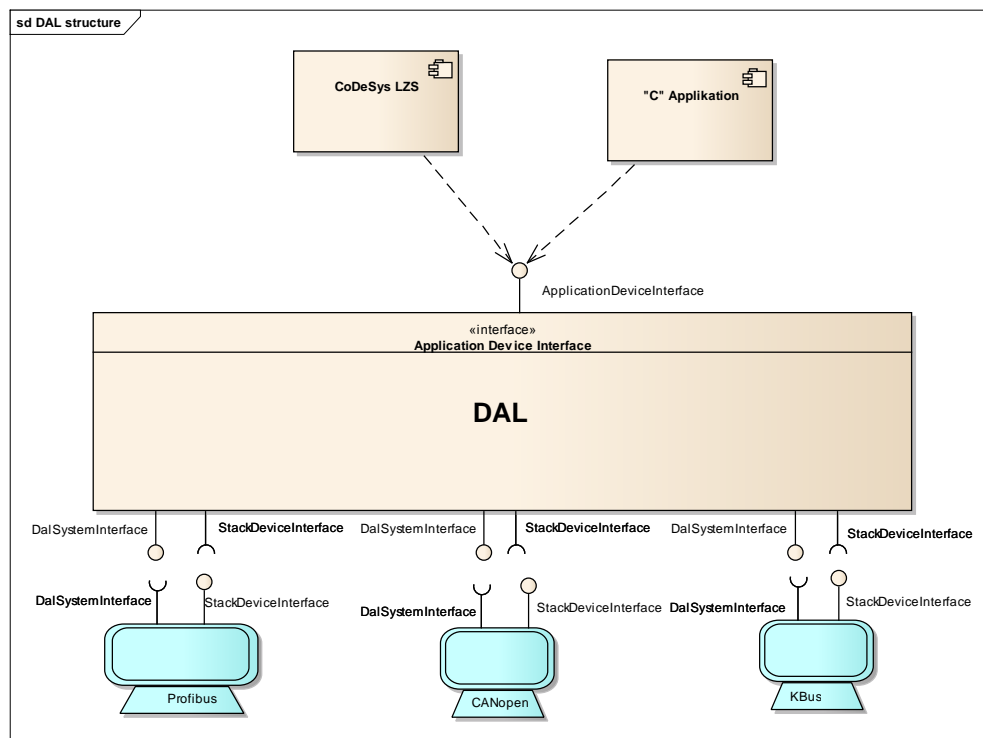 sd DAL structure
CoDeSys LZS
"C" Applikation
ApplicationDeviceInterface
«interface»
Application Device Interface
DAL
DalSystemInterface
StackDeviceInterface
DalSystemInterface
StackDeviceInterface
DalSystemInterface
StackDeviceInterface
DalSystemInterface
StackDeviceInterface
DalSystemInterface
StackDeviceInterface
DalSystemInterface
StackDeviceInterface
Profibus
CANopen
KBus